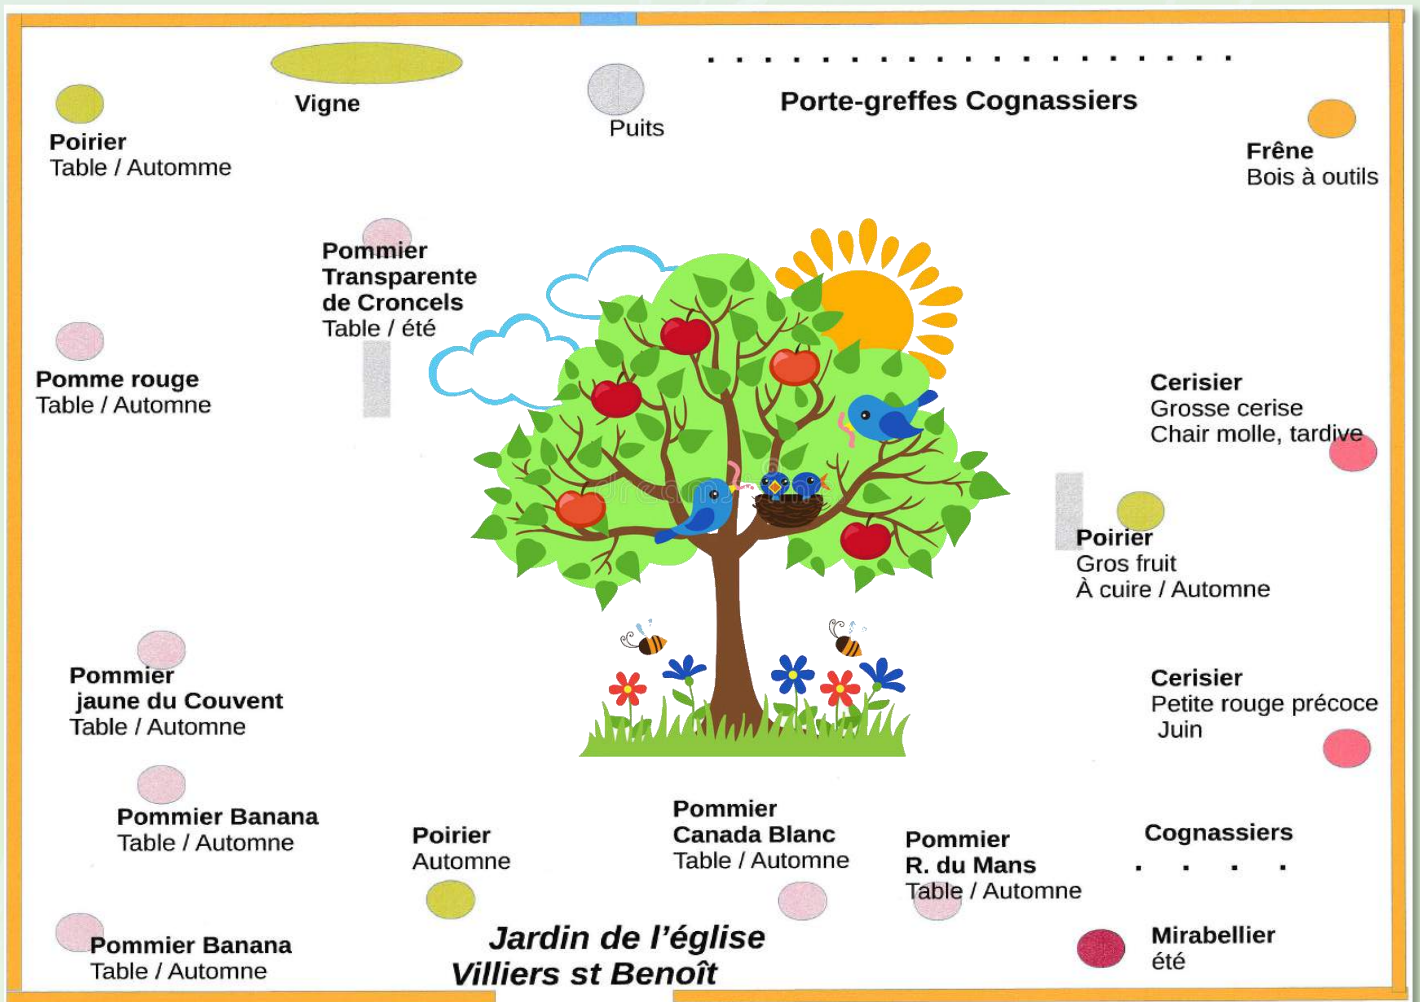 Vigne
Puits
Porte-greffes Cognassiers
Poirier
Table / Automme
Frêne
Bois à outils
Pommier
Transparente
de Croncels
Table / été
Pomme rouge
Table / Automne
Cerisier
Grosse cerise
Chair molle, tardive
Poirier
Gros fruit
À cuire / Automne
Pommier
jaune du Couvent
Table / Automne
Cerisier
Petite rouge précoce
Juin
Pommier Banana
Table / Automne
Poirier
Automne
Pommier
Canada Blanc
Table / Automne
Pommier
R. du Mans
Table / Automne
Cognassiers
Pommier Banana
Table / Automne
Jardin de l’église
Villiers st Benoît
Mirabellier
été